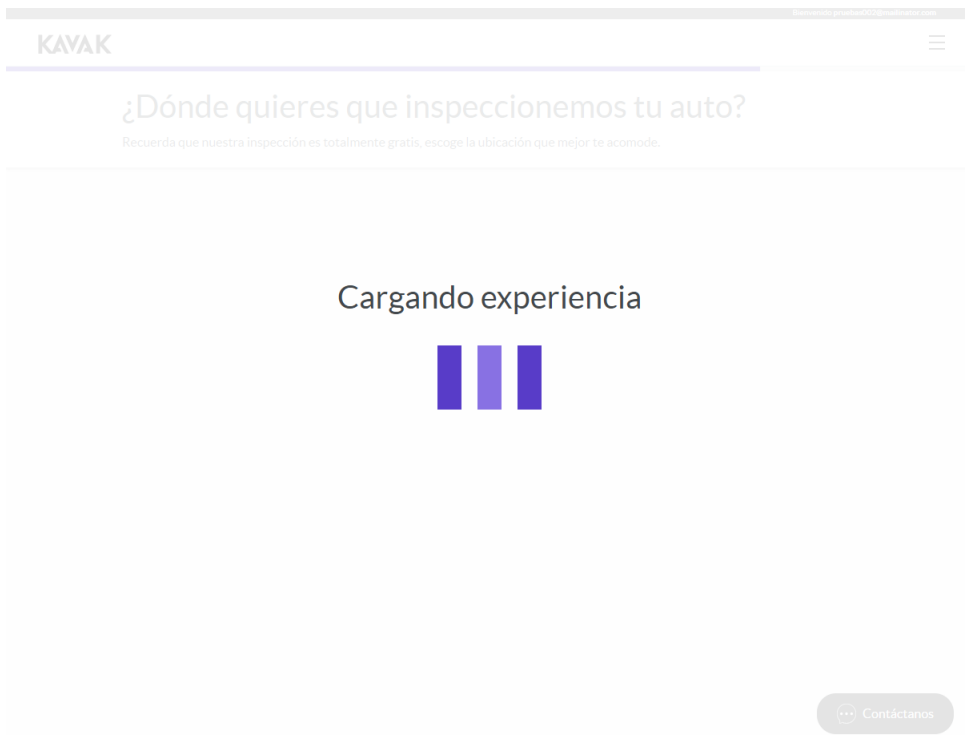 KAVAK
¿Dónde quieres que inspeccionemos tu auto?
Recuerda que nuestra inspección es totalmente gratis, escoge la ubicación que mejor te acomode.
Cargando experiencia
Contáctanos